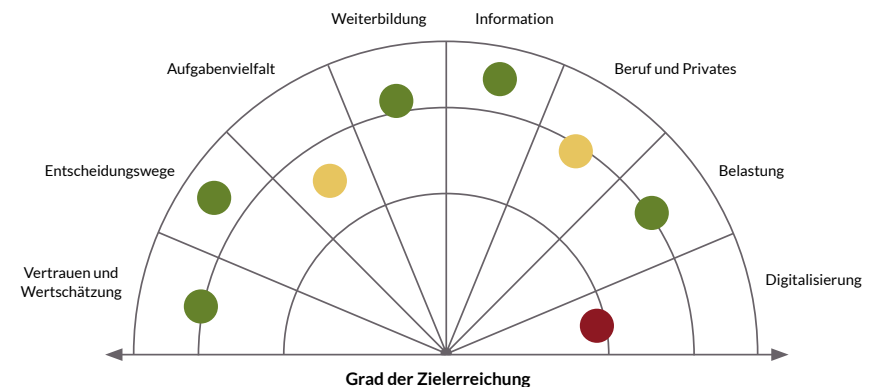 Weiterbildung
Information
Aufgabenvielfalt
Beruf und Privates
Entscheidungswege
Belastung
Vertrauen und
Wertschätzung
Digitalisierung
Grad der Zielerreichung